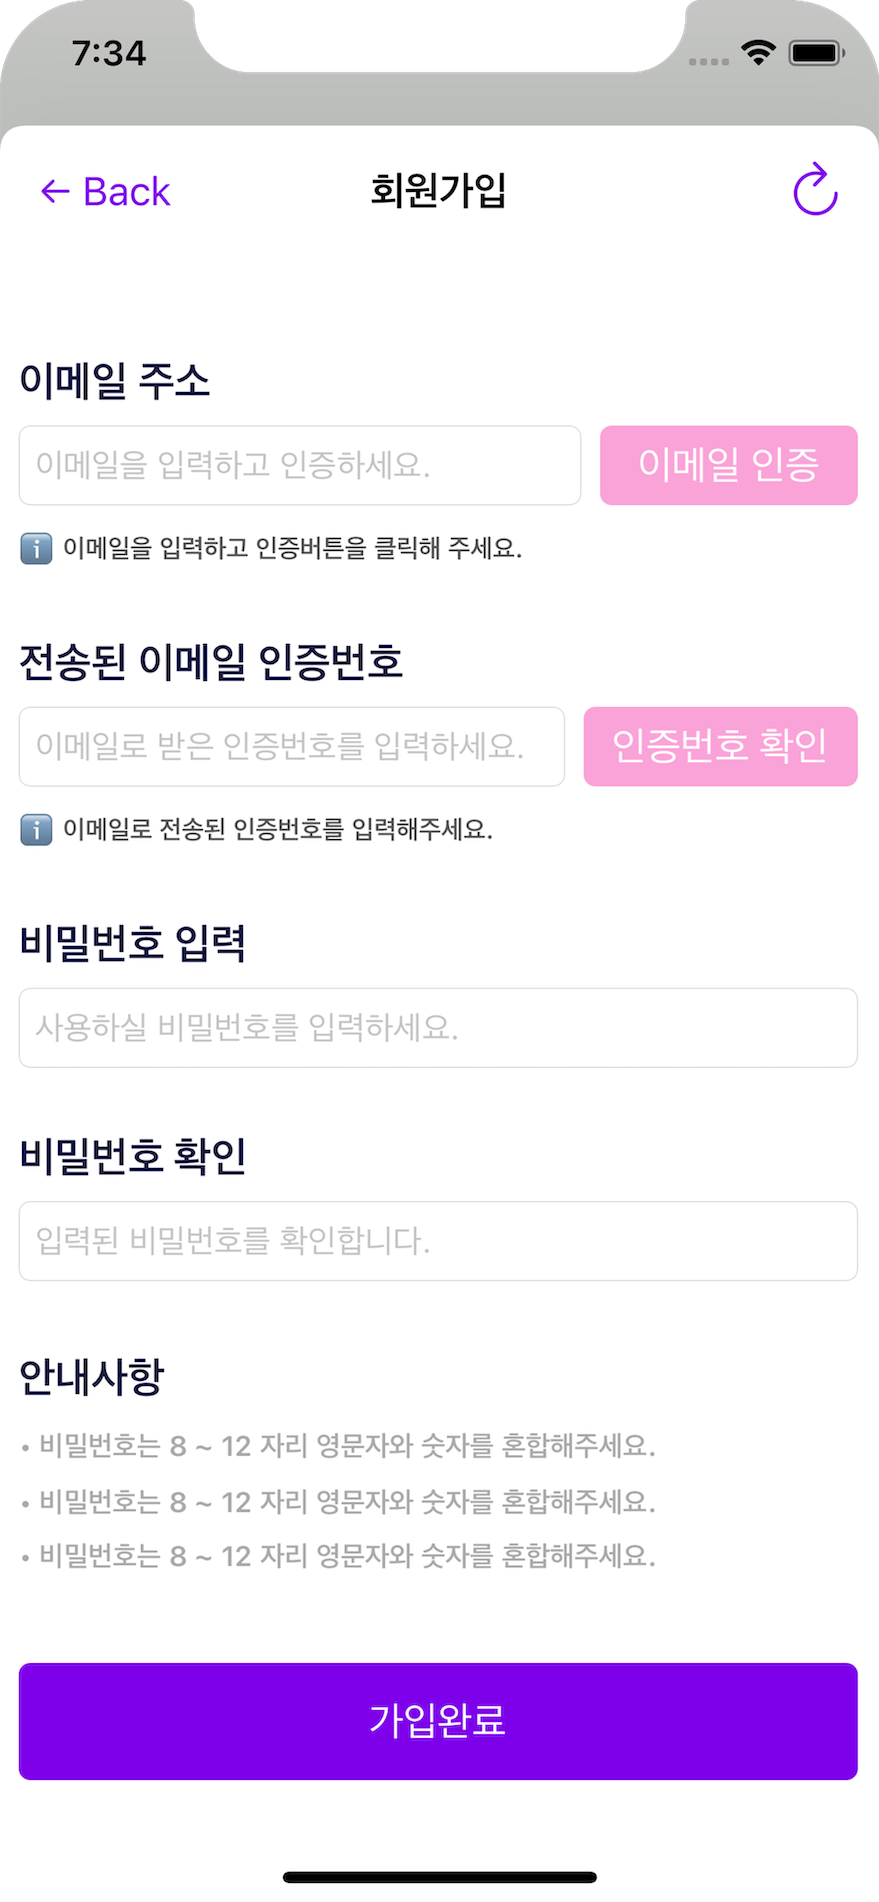 7:34
← Back 회원가입
이메일 주소
이메일을 입력하고 인증하세요. 이메일 인증
i 이메일을 입력하고 인증버튼을 클릭해 주세요.
전송된 이메일 인증번호
이메일로 받은 인증번호를 입력하세요. 인증번호 확인
i 이메일로 전송된 인증번호를 입력해주세요.
비밀번호 입력
사용하실 비밀번호를 입력하세요.
비밀번호 확인
입력된 비밀번호를 확인합니다.
안내사항
• 비밀번호는 8 ~ 12 자리 영문자와 숫자를 혼합해주세요.
• 비밀번호는 8 ~ 12 자리 영문자와 숫자를 혼합해주세요.
• 비밀번호는 8 ~ 12 자리 영문자와 숫자를 혼합해주세요.
가입완료